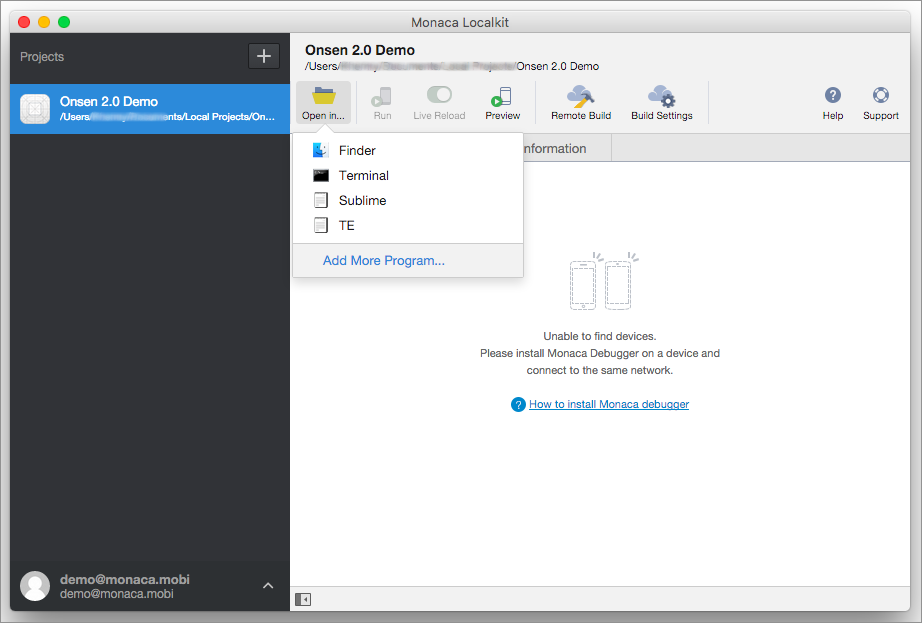 Monaca Localkit
Projects
Onsen 2.0 Demo
/Users/
nts/Local Projects/On...
Onsen 2.0 Demo
/Users/ /Onsen 2.0 Demo
Open in...
Run
Live Reload
Preview
Remote Build
Build Settings
Help
Support
nformation
Finder
Terminal
Sublime
TE
Add More Program...
Unable to find devices.
Please install Monaca Debugger on a device and
connect to the same network.
? How to install Monaca debugger
demo@monaca.mobi
demo@monaca.mobi